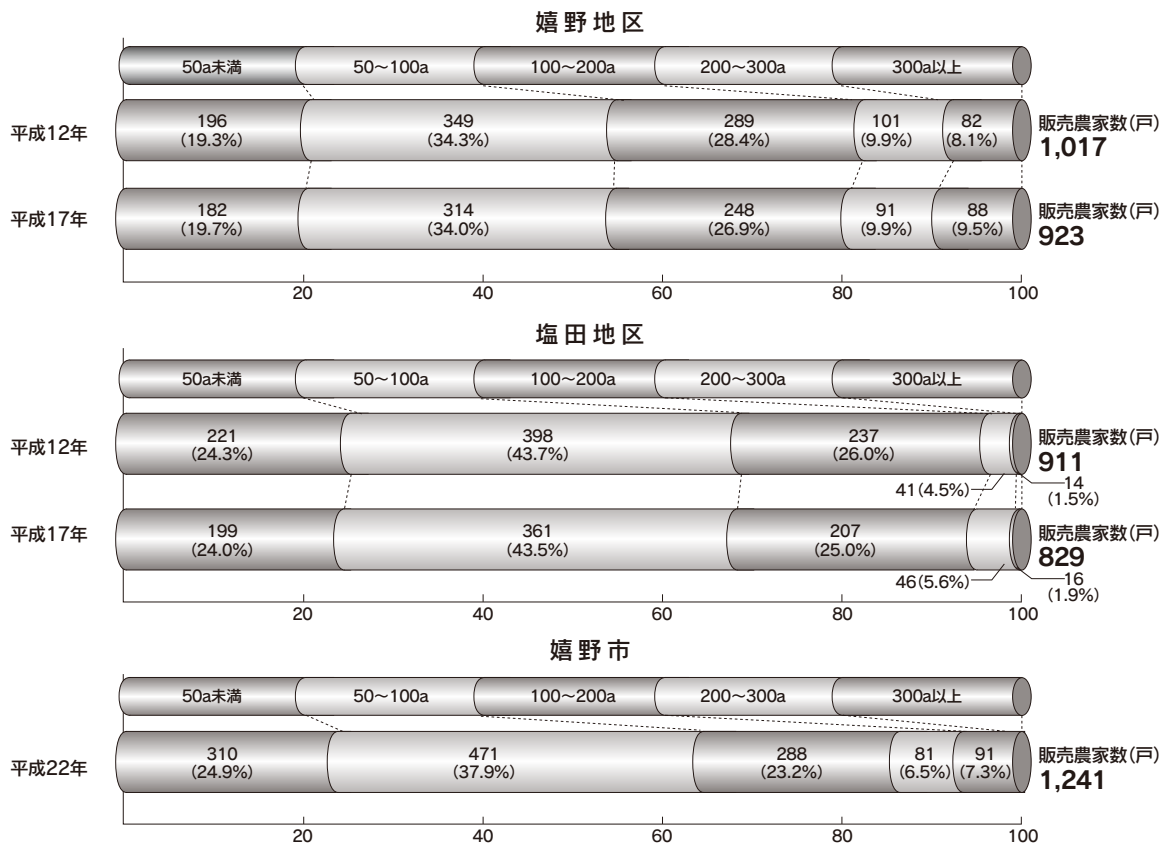 嬉野地区
50a未満 50～100a 100～200a 200～300a 300a以上
平成12年
196 349 289 101 82
(19.3%) (34.3%) (28.4%) (9.9%) (8.1%)
販売農家数(戸)
1,017
平成17年
182 314 248 91 88
(19.7%) (34.0%) (26.9%) (9.9%) (9.5%)
販売農家数(戸)
923
20 40 60 80 100
塩田地区
50a未満 50～100a 100～200a 200～300a 300a以上
平成12年
221 398 237
(24.3%) (43.7%) (26.0%)
41(4.5%)
14
(1.5%)
販売農家数(戸)
911
平成17年
199 361 207
(24.0%) (43.5%) (25.0%)
46(5.6%)
16
(1.9%)
販売農家数(戸)
829
20 40 60 80 100
嬉野市
50a未満 50～100a 100～200a 200～300a 300a以上
平成22年
310 471 288 81 91
(24.9%) (37.9%) (23.2%) (6.5%) (7.3%)
販売農家数(戸)
1,241
20 40 60 80 100